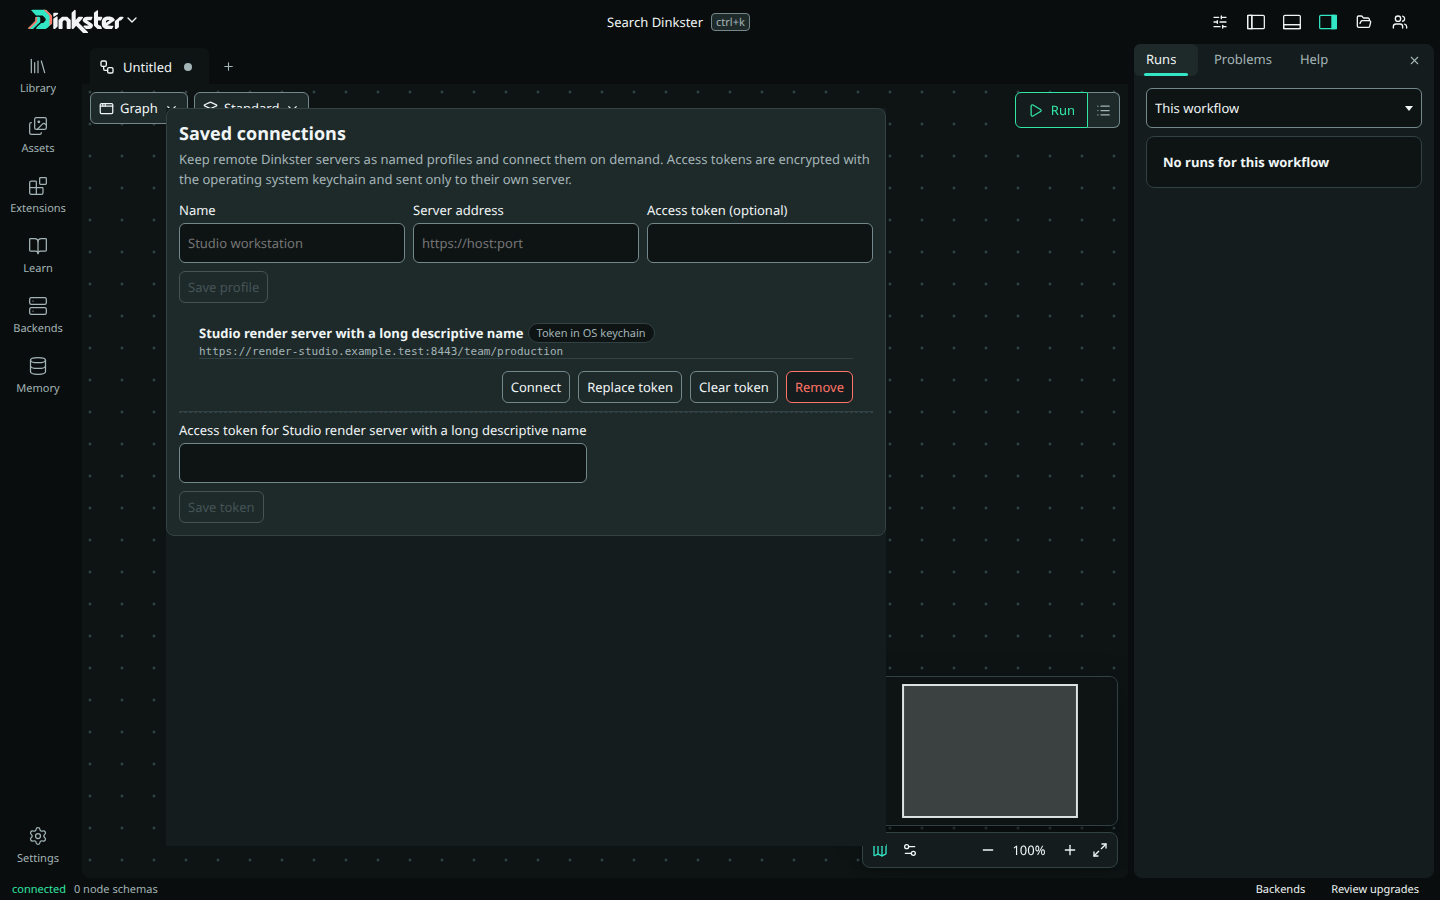 Dinkster
Search Dinkster ctrl+k
Library
Assets
Extensions
Learn
Backends
Memory
Settings
Untitled
Graph
Standard
Run
Saved connections
Keep remote Dinkster servers as named profiles and connect them on demand. Access tokens are encrypted with
the operating system keychain and sent only to their own server.
Name Server address Access token (optional)
Studio workstation https://host:port
Save profile
Studio render server with a long descriptive name Token in OS keychain
https://render-studio.example.test:8443/team/production
Connect Replace token Clear token Remove
Access token for Studio render server with a long descriptive name
Save token
100%
Runs Problems Help
This workflow
No runs for this workflow
connected 0 node schemas
Backends Review upgrades